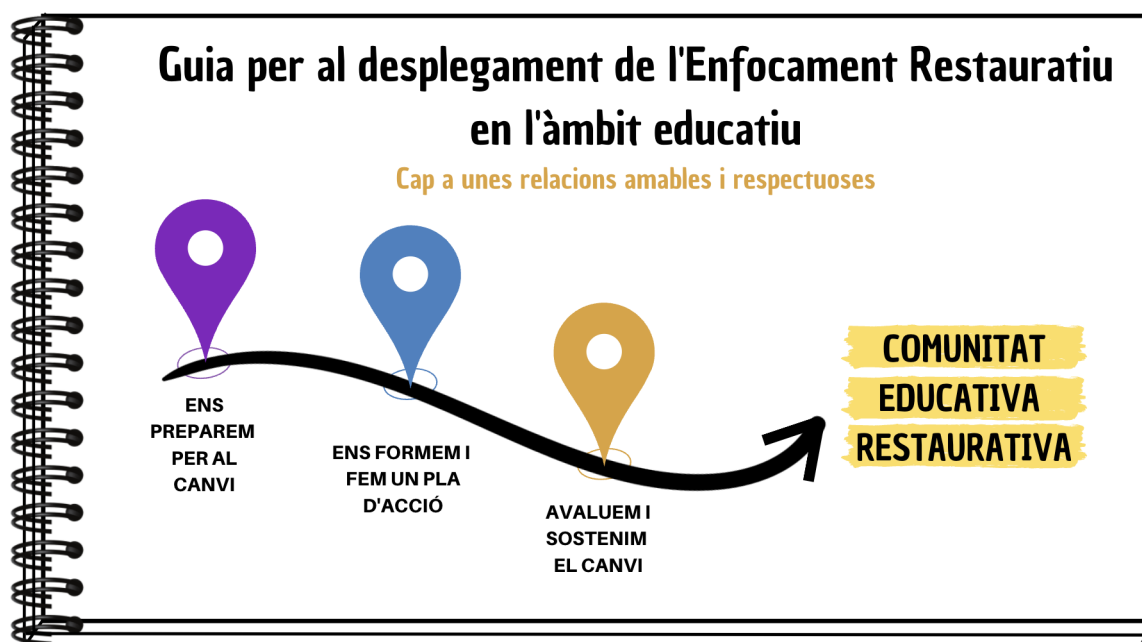 Guia per al desplegament de l'Enfocament Restauratiu
en l'àmbit educatiu
Cap a unes relacions amables i respectuoses
ENS
PREPAREM
PER AL
CANVI
ENS FORMEM I
FEM UN PLA
D'ACCIÓ
AVALUEM I
SOSTENIM
EL CANVI
COMUNITAT
EDUCATIVA
RESTAURATIVA